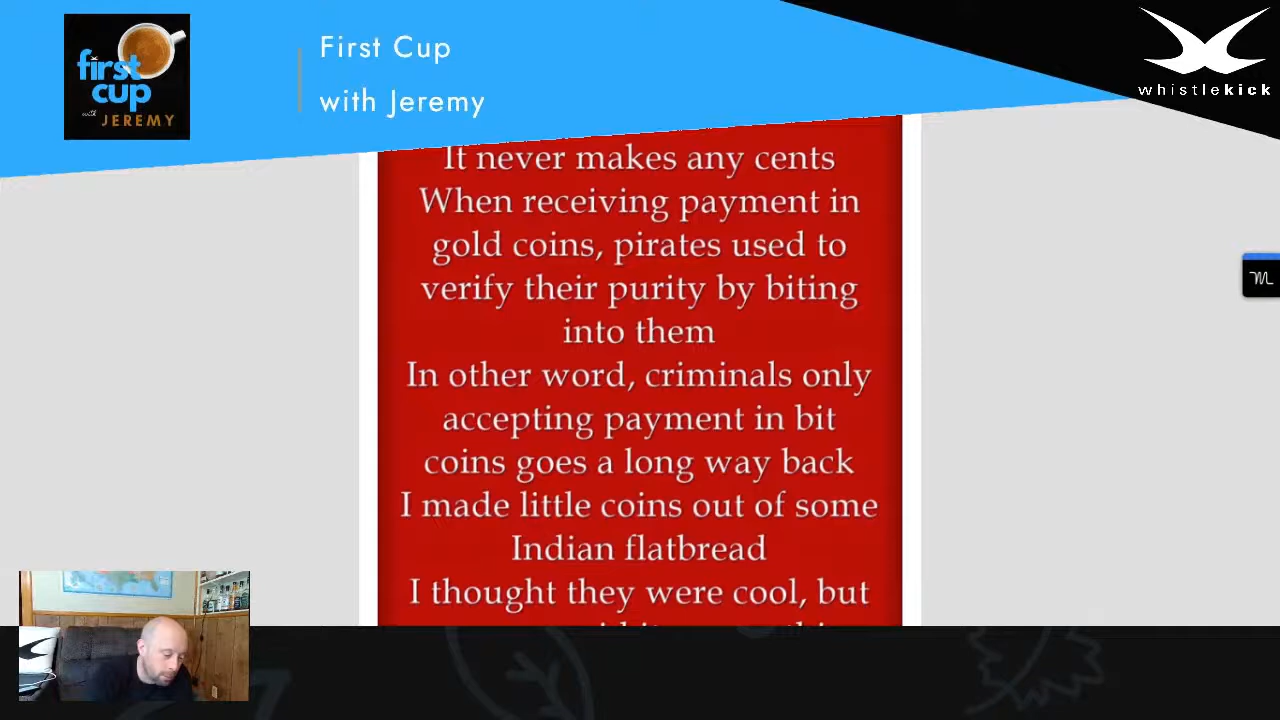 first
cup
with JEREMY
First Cup
with Jeremy
whistlekick
It never makes any cents
When receiving payment in
gold coins, pirates used to
verify their purity by biting
into them
In other word, criminals only
accepting payment in bit
coins goes a long way back
I made little coins out of some
Indian flatbread
I thought they were cool, but